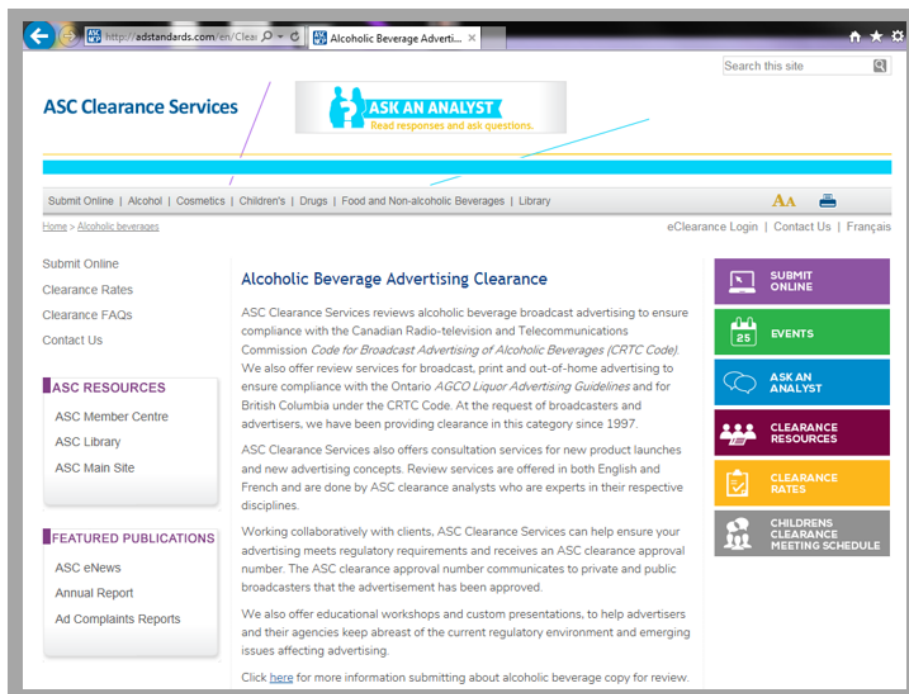 http://adstandards.com/en/Clear
Alcoholic Beverage Adverti...
Search this site
ASC Clearance Services
ASK AN ANALYST
Read responses and ask questions.
Submit Online | Alcohol | Cosmetics | Children's | Drugs | Food and Non-alcoholic Beverages | Library
AA
Home > Alcoholic beverages
eClearance Login | Contact Us | Français
Submit Online
Clearance Rates
Clearance FAQs
Contact Us
ASC RESOURCES
ASC Member Centre
ASC Library
ASC Main Site
FEATURED PUBLICATIONS
ASC eNews
Annual Report
Ad Complaints Reports
Alcoholic Beverage Advertising Clearance
ASC Clearance Services reviews alcoholic beverage broadcast advertising to ensure
compliance with the Canadian Radio-television and Telecommunications
Commission Code for Broadcast Advertising of Alcoholic Beverages (CRTC Code).
We also offer review services for broadcast, print and out-of-home advertising to
ensure compliance with the Ontario AGCO Liquor Advertising Guidelines and for
British Columbia under the CRTC Code. At the request of broadcasters and
advertisers, we have been providing clearance in this category since 1997.
ASC Clearance Services also offers consultation services for new product launches
and new advertising concepts. Review services are offered in both English and
French and are done by ASC clearance analysts who are experts in their respective
disciplines.
Working collaboratively with clients, ASC Clearance Services can help ensure your
advertising meets regulatory requirements and receives an ASC clearance approval
number. The ASC clearance approval number communicates to private and public
broadcasters that the advertisement has been approved.
We also offer educational workshops and custom presentations, to help advertisers
and their agencies keep abreast of the current regulatory environment and emerging
issues affecting advertising.
Click here for more information submitting about alcoholic beverage copy for review.
SUBMIT
ONLINE
25
EVENTS
ASK AN
ANALYST
CLEARANCE
RESOURCES
CLEARANCE
RATES
CHILDRENS
CLEARANCE
MEETING SCHEDULE